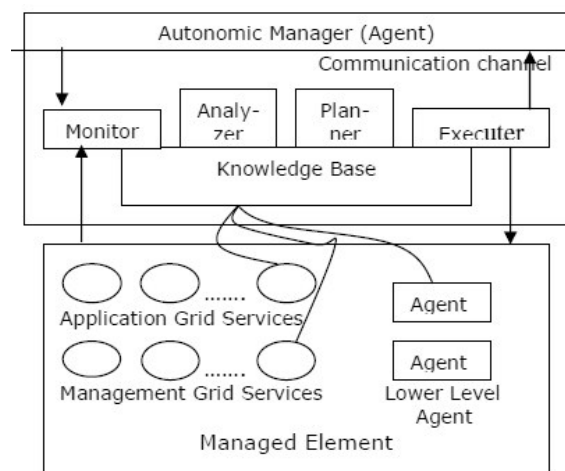 Autonomic Manager (Agent)
Communication channel
Monitor
Analy-
zer
Plan-
ner
Executer
Knowledge Base
.......
Agent
Application Grid Services
.......
Agent
Management Grid Services
Lower Level
Agent
Managed Element